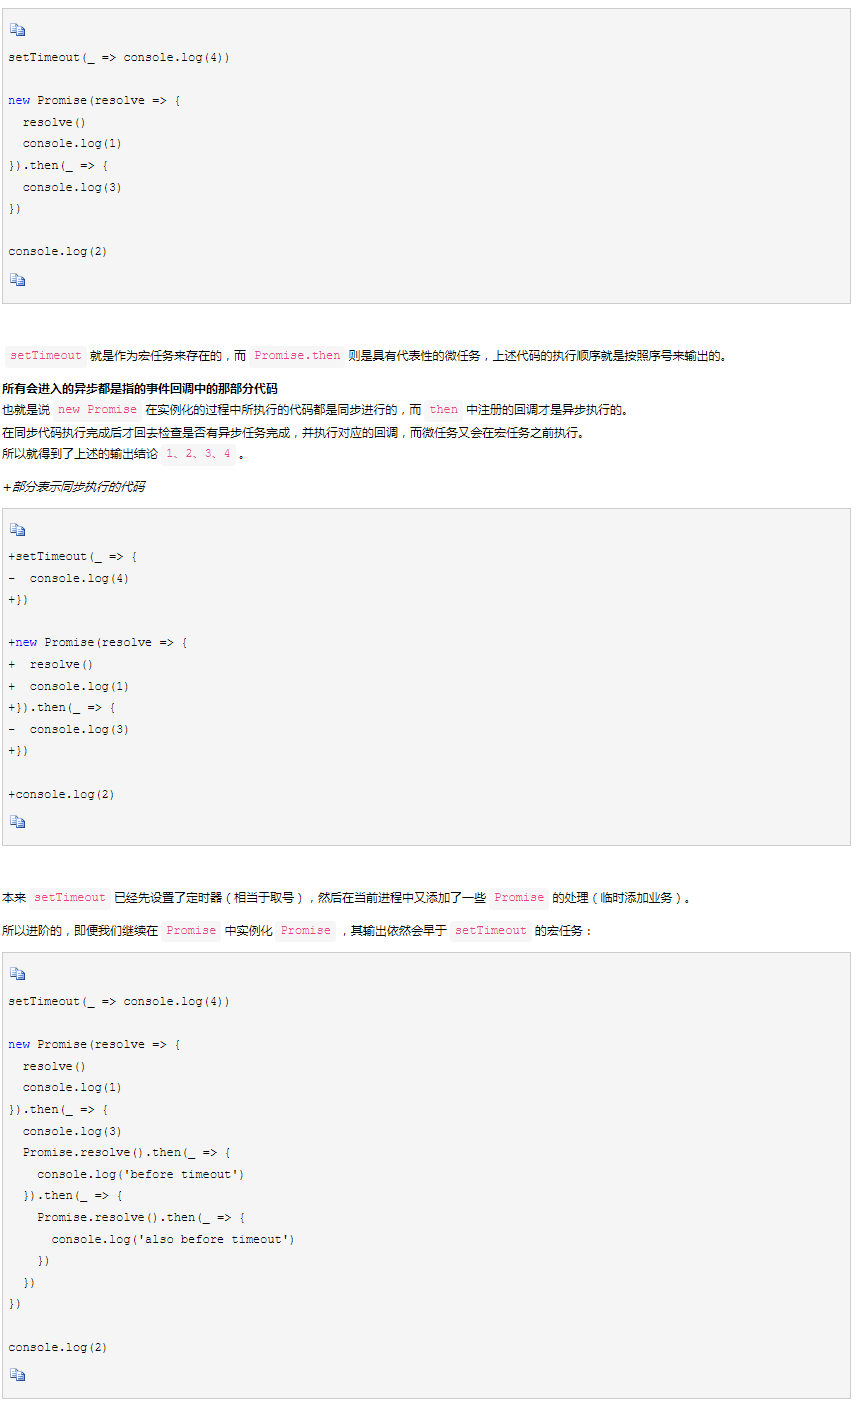 setTimeout(_ => console.log(4))
new Promise(resolve => {
  resolve()
  console.log(1)
}).then(_ => {
  console.log(3)
})
console.log(2)
setTimeout 就是作为宏任务来存在的，而 Promise.then 则是具有代表性的微任务，上述代码的执行顺序就是按照序号来输出的。
所有会进入的异步都是指的事件回调中的那部分代码
也就是说 new Promise 在实例化的过程中所执行的代码都是同步进行的，而 then 中注册的回调才是异步执行的。
在同步代码执行完成后才回去检查是否有异步任务完成，并执行对应的回调，而微任务又会在宏任务之前执行。
所以就得到了上述的输出结论 1、2、3、4 。
+部分表示同步执行的代码
+setTimeout(_ => {
-  console.log(4)
+})
+new Promise(resolve => {
+  resolve()
+  console.log(1)
+}).then(_ => {
-  console.log(3)
+})
+console.log(2)
本来 setTimeout 已经先设置了定时器（相当于取号），然后在当前进程中又添加了一些 Promise 的处理（临时添加业务）。
所以进阶的，即便我们继续在 Promise 中实例化 Promise ，其输出依然会早于 setTimeout 的宏任务：
setTimeout(_ => console.log(4))
new Promise(resolve => {
  resolve()
  console.log(1)
}).then(_ => {
  console.log(3)
  Promise.resolve().then(_ => {
    console.log('before timeout')
  }).then(_ => {
    Promise.resolve().then(_ => {
      console.log('also before timeout')
    })
  })
})
console.log(2)